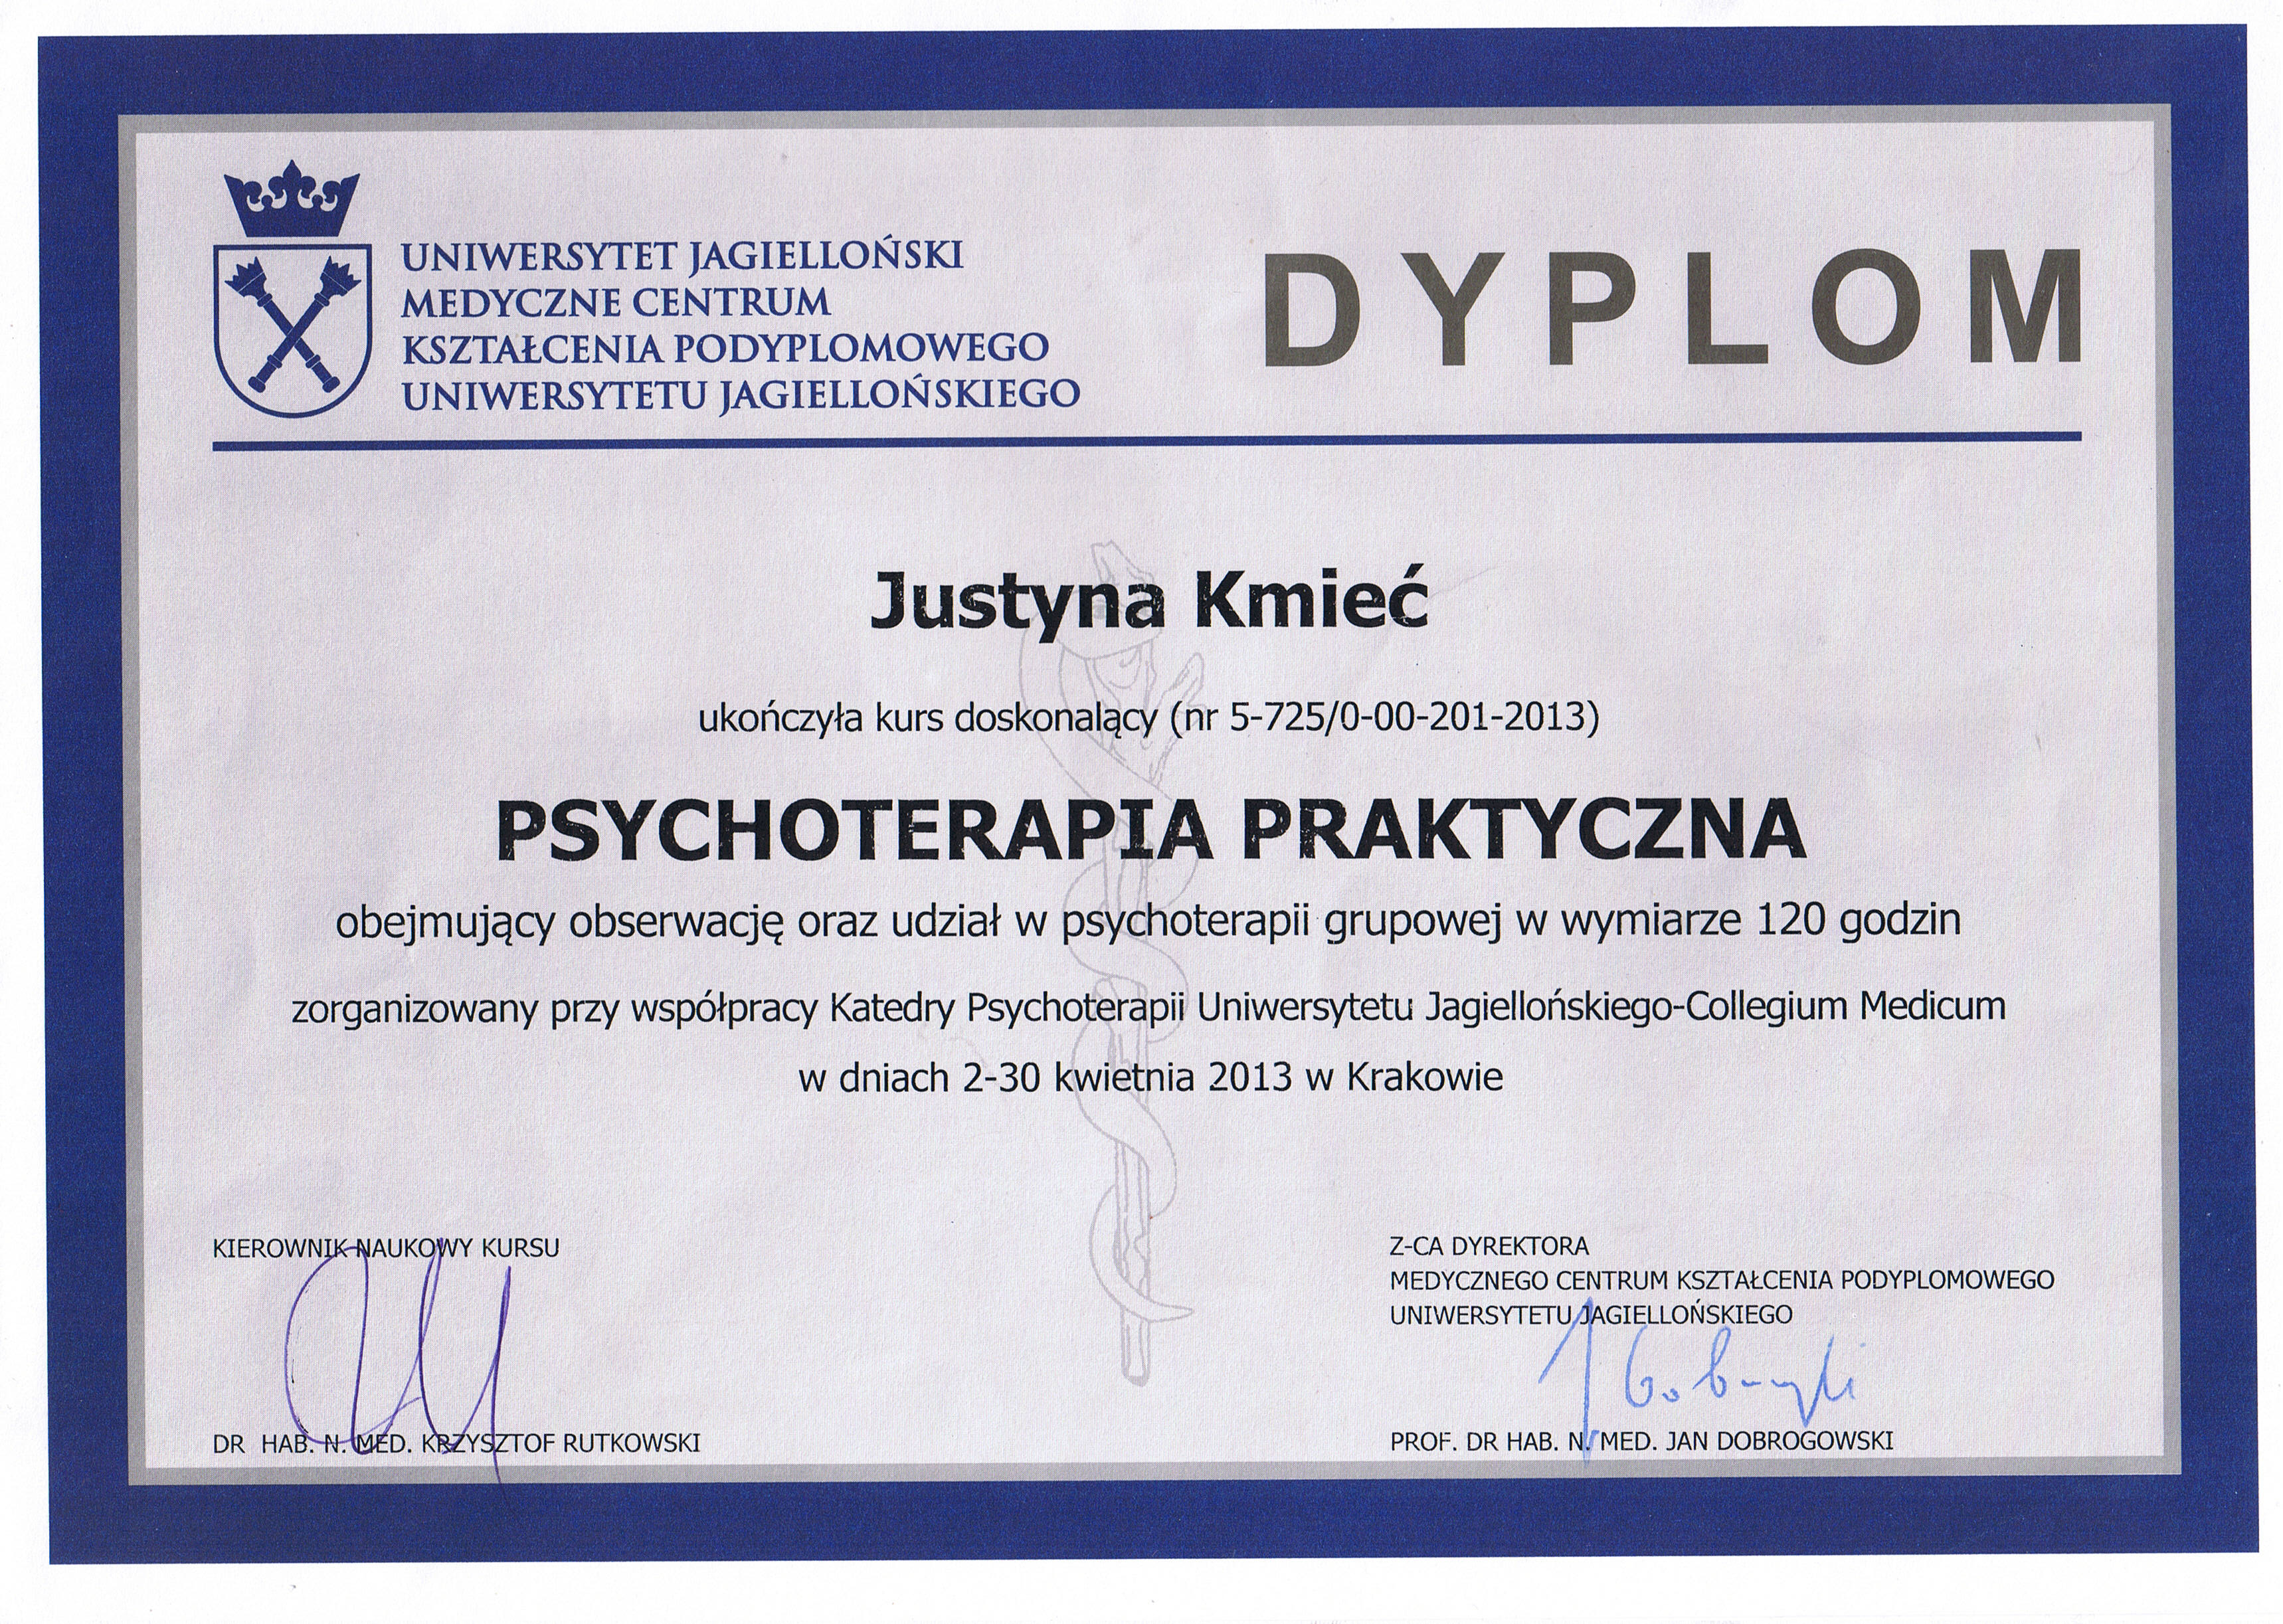 UNIWERSYTET JAGIELLOŃSKI
MEDYCZNE CENTRUM
KSZTAŁCENIA PODYPLOMOWEGO
UNIWERSYTETU JAGIELLOŃSKIEGO
DYPLOM
Justyna Kmieć
ukończyła kurs doskonalący (nr 5-725/0-00-201-2013)
PSYCHOTERAPIA PRAKTYCZNA
obejmujący obserwację oraz udział w psychoterapii grupowej w wymiarze 120 godzin
zorganizowany przy współpracy Katedry Psychoterapii Uniwersytetu Jagiellońskiego-Collegium Medicum
w dniach 2-30 kwietnia 2013 w Krakowie
KIEROWNIK NAUKOWY KURSU
DR HAB. N. MED. KRZYSZTOF RUTKOWSKI
Z-CA DYREKTORA
MEDYCZNEGO CENTRUM KSZTAŁCENIA PODYPLOMOWEGO
UNIWERSYTETU JAGIELLOŃSKIEGO
PROF. DR HAB. N. MED. JAN DOBROGOWSKI